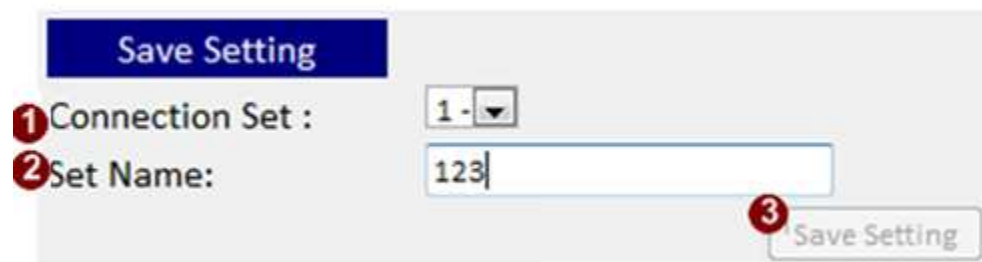 Save Setting
1 Connection Set : 1 -
2 Set Name: 123
3 Save Setting